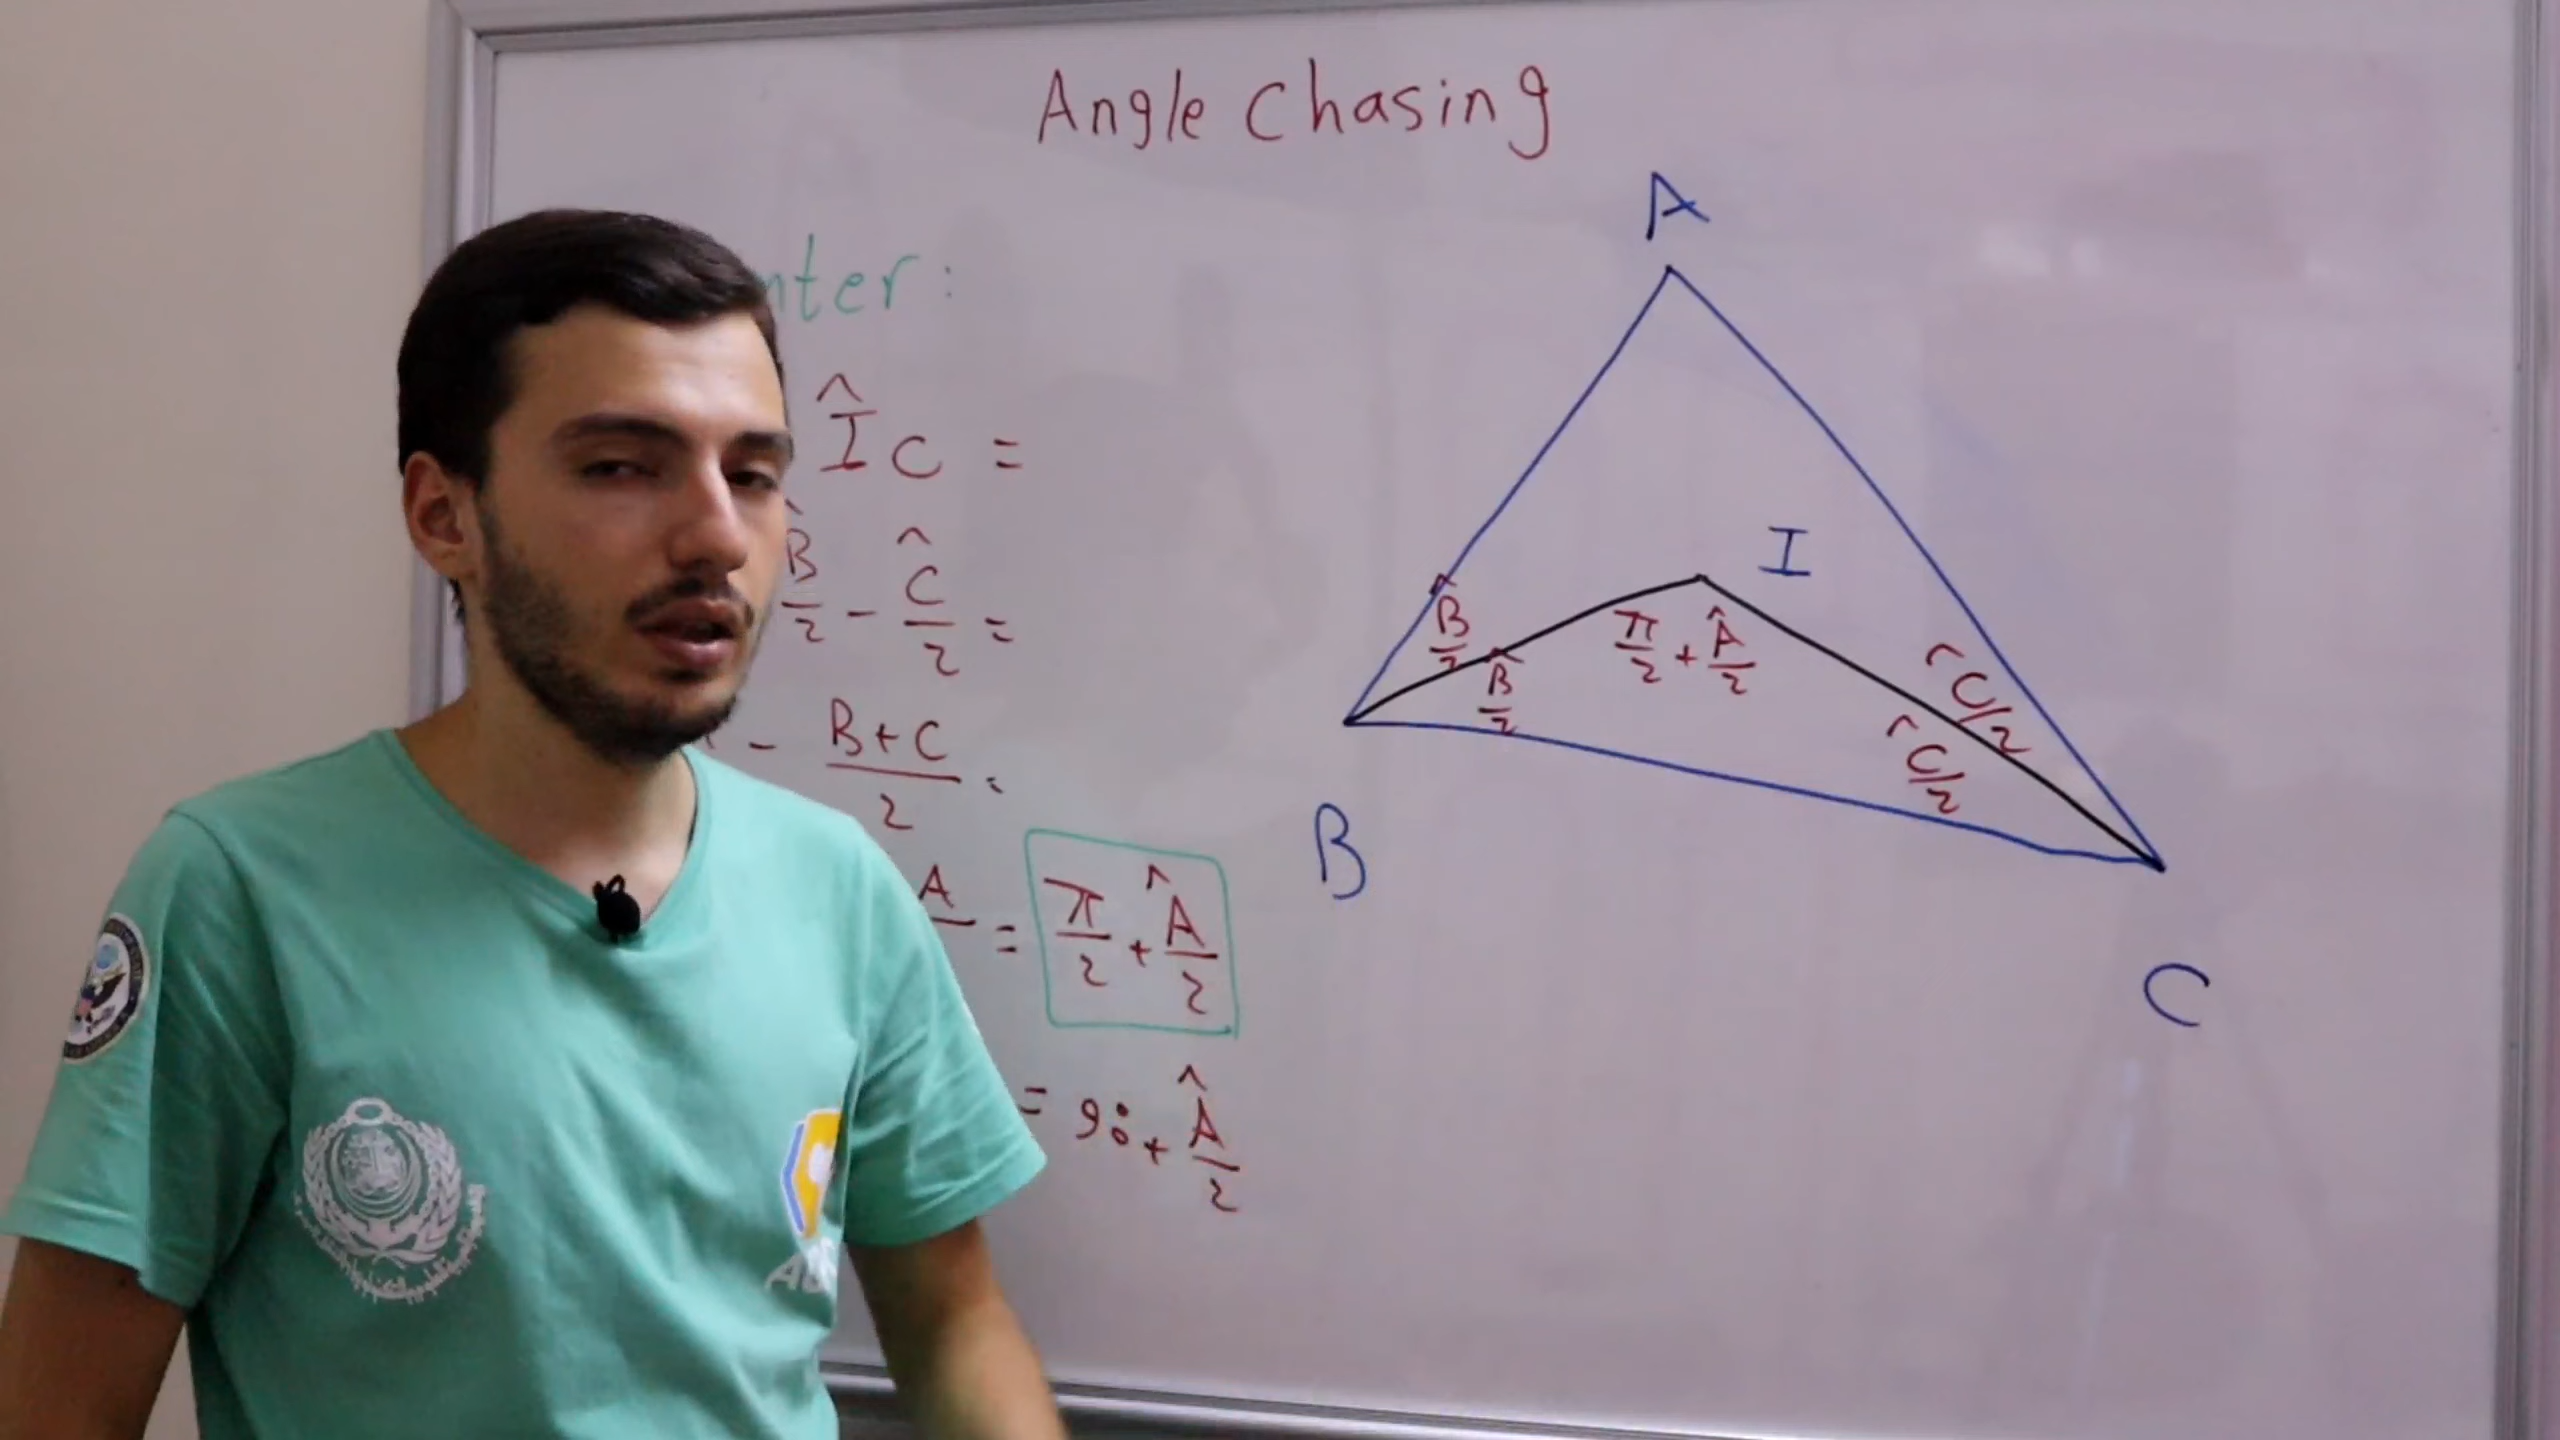 Angle Chasing
A
nter:
Î C =
B̂/2 - Ĉ/2 =
I
B̂/2
B̂/2
π/2 + Â/2
Ĉ/2
Ĉ/2
- B+C/2 =
B
A = π/2 + Â/2
C
= 90 + Â/2